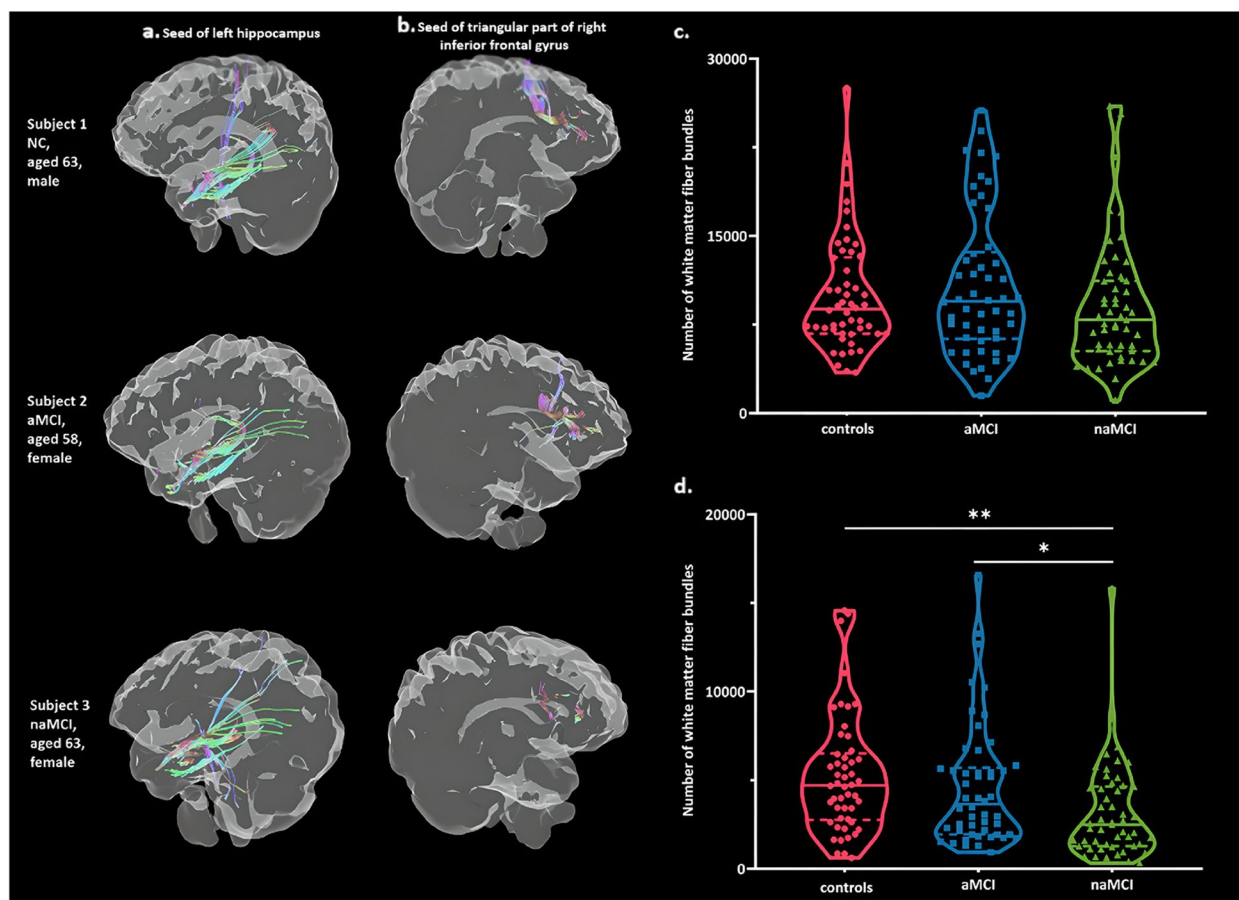 a. Seed of left hippocampus
b. Seed of triangular part of right
inferior frontal gyrus
Subject 1
NC,
aged 63,
male
Subject 2
aMCI,
aged 58,
female
Subject 3
naMCI,
aged 63,
female
c.
Number of white matter fiber bundles
30000
15000
0
controls aMCI naMCI
d.
Number of white matter fiber bundles
20000
10000
0
**
*
controls aMCI naMCI